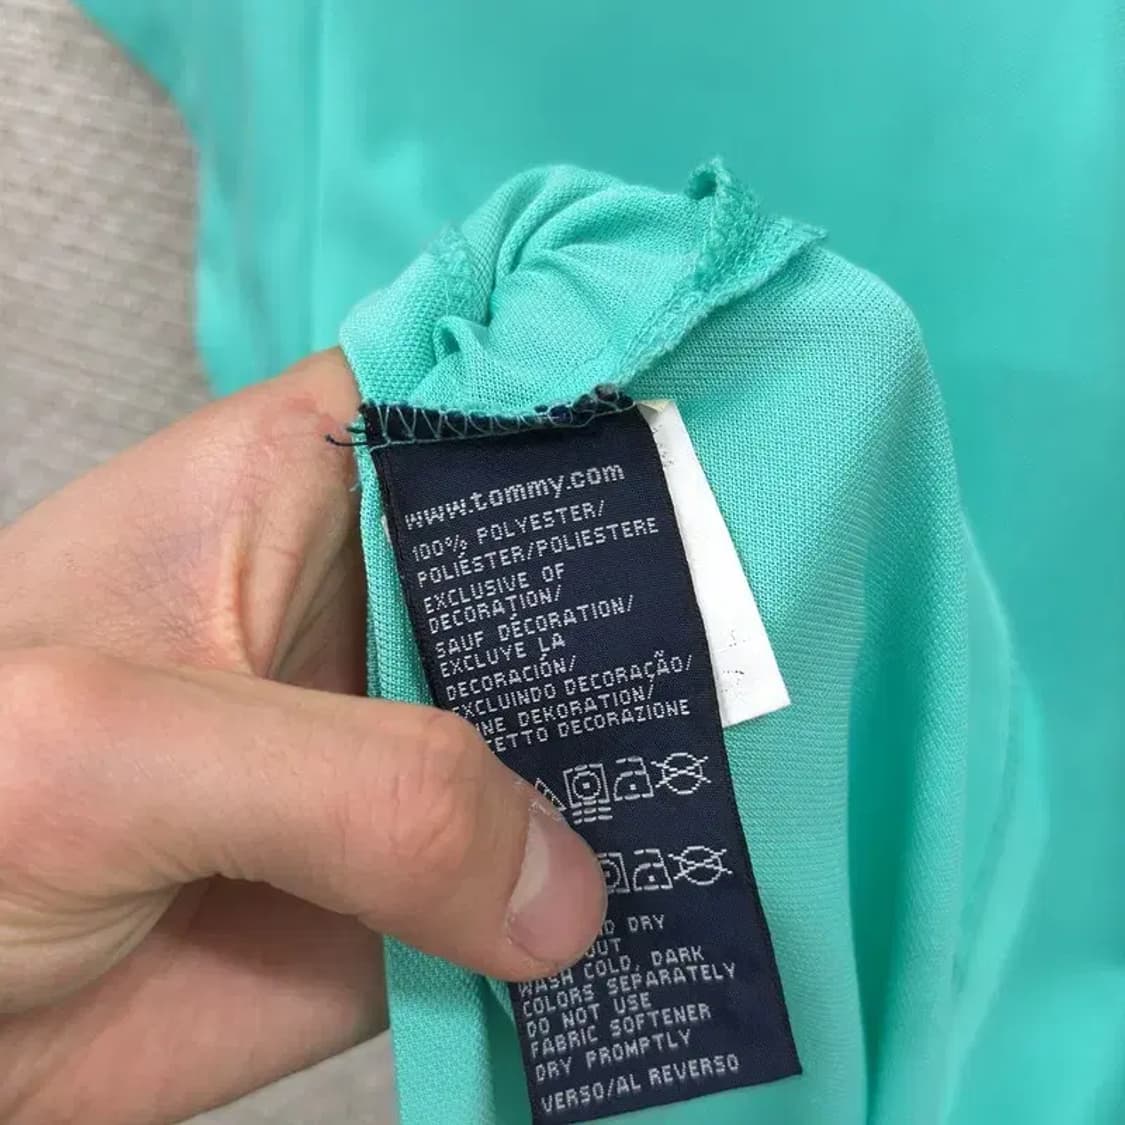 www.tommy.com
100% POLYESTER/
POLIÉSTER/POLIESTERE
EXCLUSIVE OF
DECORATION/
SAUF DÉCORATION/
EXCLUYE LA
DECORACIÓN/
EXCLUINDO DECORAÇÃO/
DEKORATION/
DECORAZIONE
DRY
WASH COLD, DARK
COLORS SEPARATELY
DO NOT USE
FABRIC SOFTENER
DRY PROMPTLY
VERSO/AL REVERSO